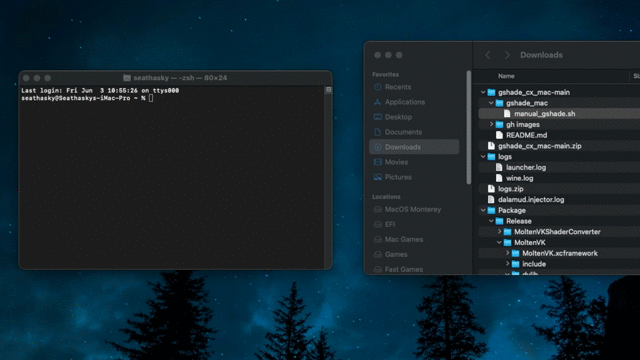 seathasky — -zsh — 80×24
Last login: Fri Jun  3 10:55:26 on ttys000
seathasky@Seathaskys-iMac-Pro ~ %
Downloads
Favorites
Recents
Applications
Desktop
Documents
Downloads
Movies
Pictures
Locations
MacOS Monterey
EFI
Mac Games
Games
Fast Games
Name
gshade_cx_mac-main
gshade_mac
manual_gshade.sh
gh images
README.md
gshade_cx_mac-main.zip
logs
launcher.log
wine.log
logs.zip
dalamud.injector.log
Package
Release
MoltenVKShaderConverter
MoltenVK
MoltenVK.xcframework
include
dylib